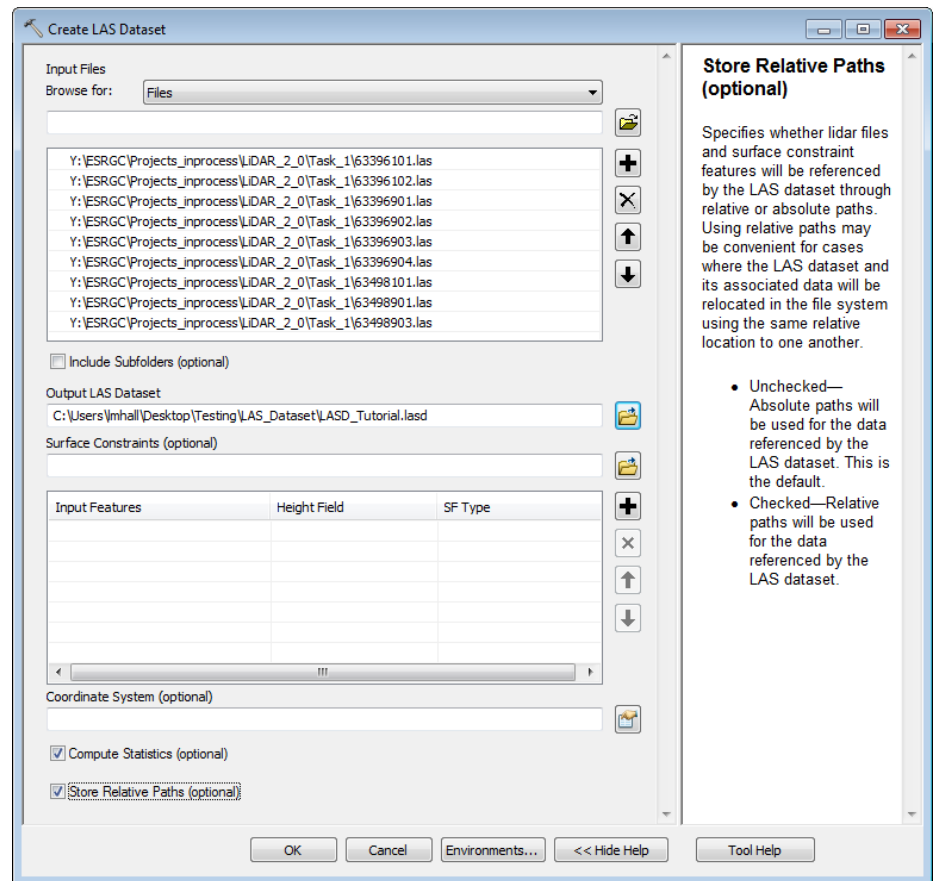 Create LAS Dataset
Input Files
Browse for:
Files
Y:\ESRGC\Projects_inprocess\LiDAR_2_0\Task_1\63396101.las
Y:\ESRGC\Projects_inprocess\LiDAR_2_0\Task_1\63396102.las
Y:\ESRGC\Projects_inprocess\LiDAR_2_0\Task_1\63396901.las
Y:\ESRGC\Projects_inprocess\LiDAR_2_0\Task_1\63396902.las
Y:\ESRGC\Projects_inprocess\LiDAR_2_0\Task_1\63396903.las
Y:\ESRGC\Projects_inprocess\LiDAR_2_0\Task_1\63396904.las
Y:\ESRGC\Projects_inprocess\LiDAR_2_0\Task_1\63498101.las
Y:\ESRGC\Projects_inprocess\LiDAR_2_0\Task_1\63498901.las
Y:\ESRGC\Projects_inprocess\LiDAR_2_0\Task_1\63498903.las
Include Subfolders (optional)
Output LAS Dataset
C:\Users\lmhall\Desktop\Testing\LAS_Dataset\LASD_Tutorial.lasd
Surface Constraints (optional)
Input Features Height Field SF Type
Coordinate System (optional)
Compute Statistics (optional)
Store Relative Paths (optional)
OK Cancel Environments... << Hide Help Tool Help
Store Relative Paths
(optional)
Specifies whether lidar files
and surface constraint
features will be referenced
by the LAS dataset through
relative or absolute paths.
Using relative paths may
be convenient for cases
where the LAS dataset and
its associated data will be
relocated in the file system
using the same relative
location to one another.
• Unchecked—
Absolute paths will
be used for the data
referenced by the
LAS dataset. This is
the default.
• Checked—Relative
paths will be used
for the data
referenced by the
LAS dataset.